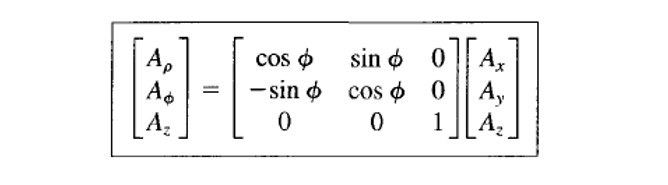 [A_ρ] = [cos ϕ sin ϕ 0] [A_x]
[A_ϕ] [−sin ϕ cos ϕ 0] [A_y]
[A_z] [0 0 1] [A_z]